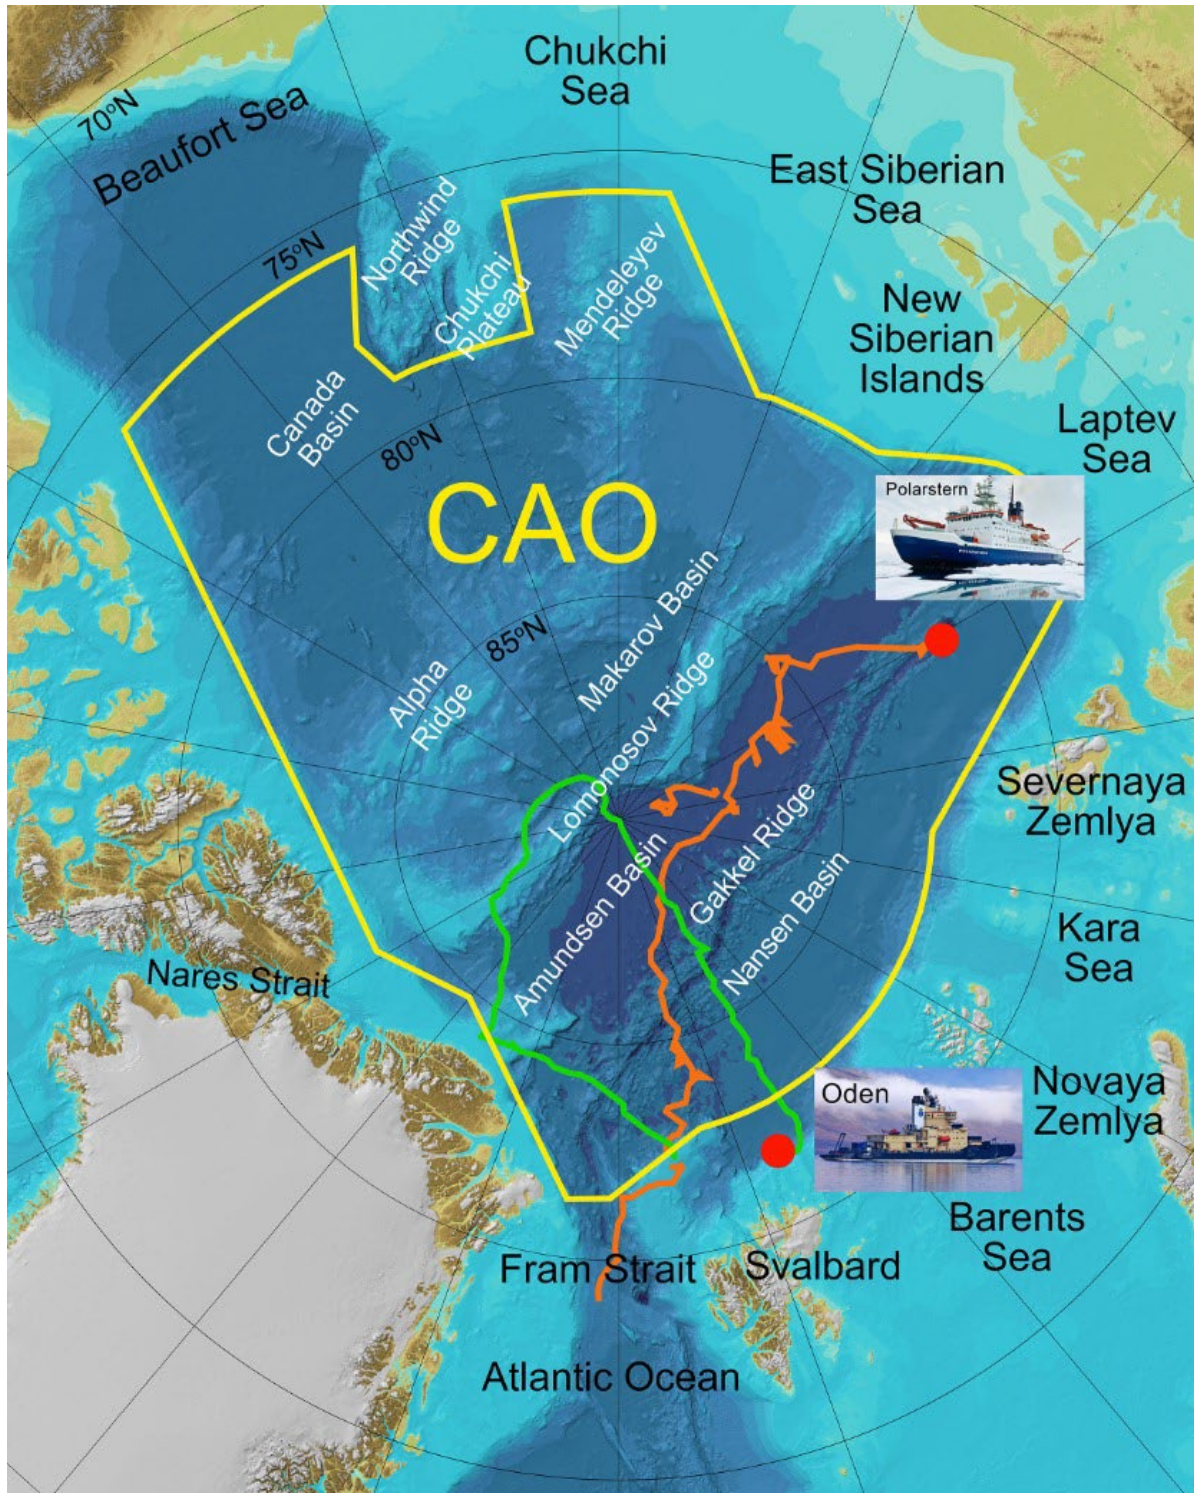 Chukchi
Sea
70°N
Beaufort Sea
East Siberian
Sea
Northwind
Ridge
75°N
Chukchi
Plateau
Mendeleyev
Ridge
New
Siberian
Islands
Canada
Basin
80°N
Laptev
Sea
CAO
Polarstern
Makarov Basin
85°N
Alpha
Ridge
Lomonosov Ridge
Severnaya
Zemlya
Gakkel Ridge
Amundsen Basin
Nansen Basin
Kara
Sea
Nares Strait
Oden
Novaya
Zemlya
Barents
Sea
Fram Strait
Svalbard
Atlantic Ocean